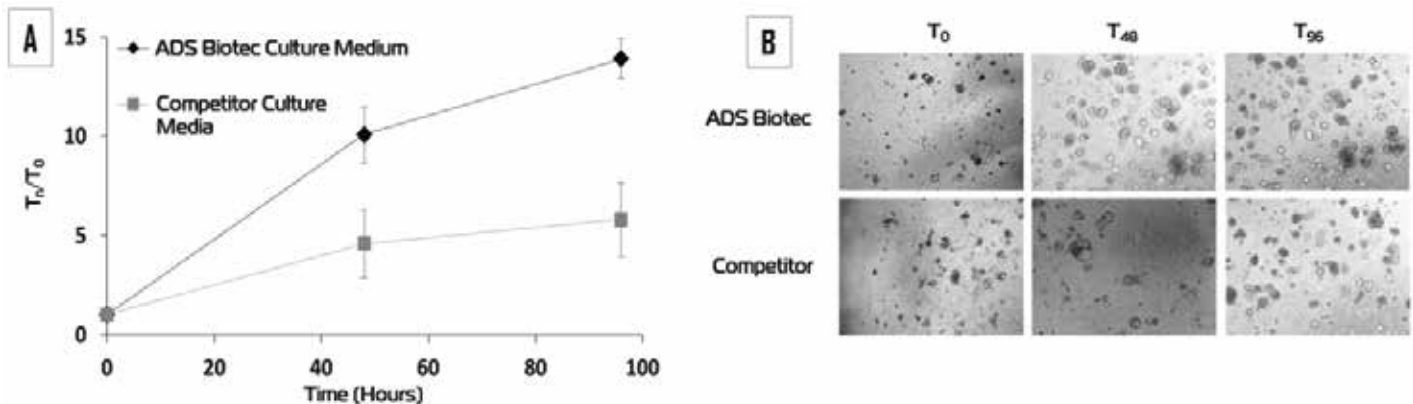 A
15
10
5
0
Tₙ/T₀
ADS Biotec Culture Medium
Competitor Culture
Media
0 20 40 60 80 100
Time (Hours)
B
T₀ T₄₈ T₉₆
ADS Biotec
Competitor